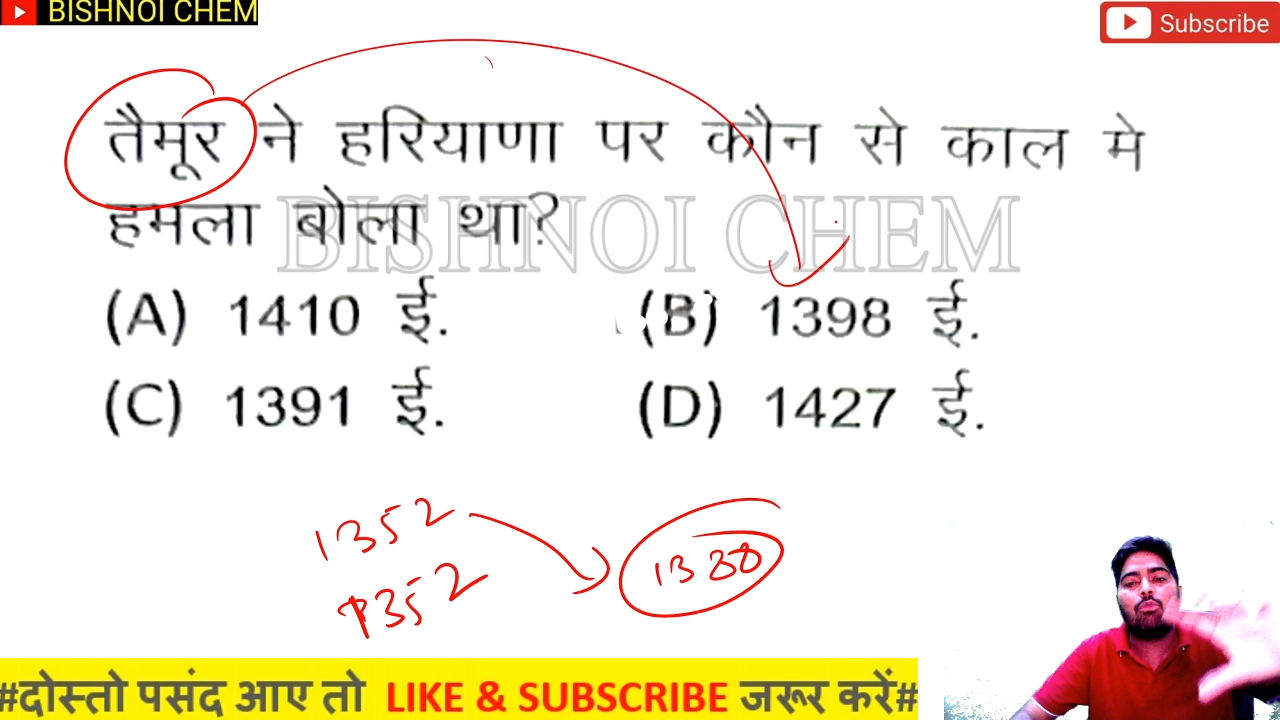 BISHNOI CHEM
Subscribe
तैमूर ने हरियाणा पर कौन से काल मे
हमला बोला था?
BISHNOI CHEM
(A) 1410 ई. (B) 1398 ई.
(C) 1391 ई. (D) 1427 ई.
1352
1352
1388
#दोस्तो पसंद आए तो LIKE & SUBSCRIBE जरूर करें#